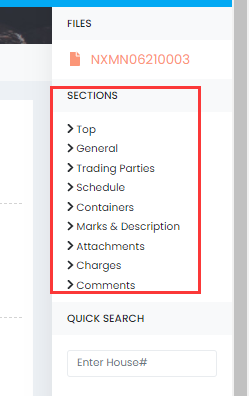 FILES
NXMN06210003
SECTIONS
Top
General
Trading Parties
Schedule
Containers
Marks & Description
Attachments
Charges
Comments
QUICK SEARCH
Enter House#